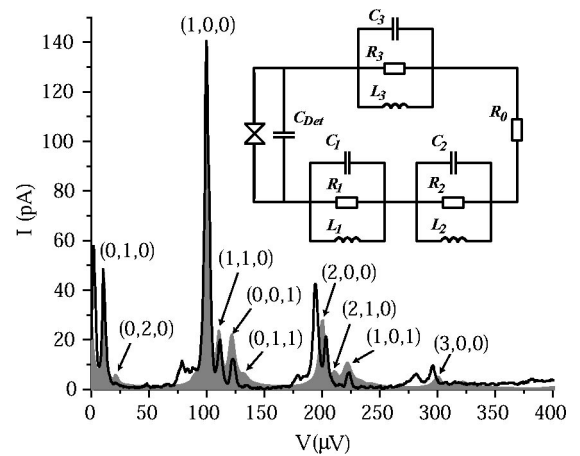 140
120
100
80
60
40
20
0
I (pA)
0
50
100
150
200
250
300
350
400
V(μV)
(1,0,0)
(0,1,0)
(0,2,0)
(1,1,0)
(0,0,1)
(0,1,1)
(2,0,0)
(2,1,0)
(1,0,1)
(3,0,0)
C3
R3
L3
CDet
R0
C1
R1
L1
C2
R2
L2